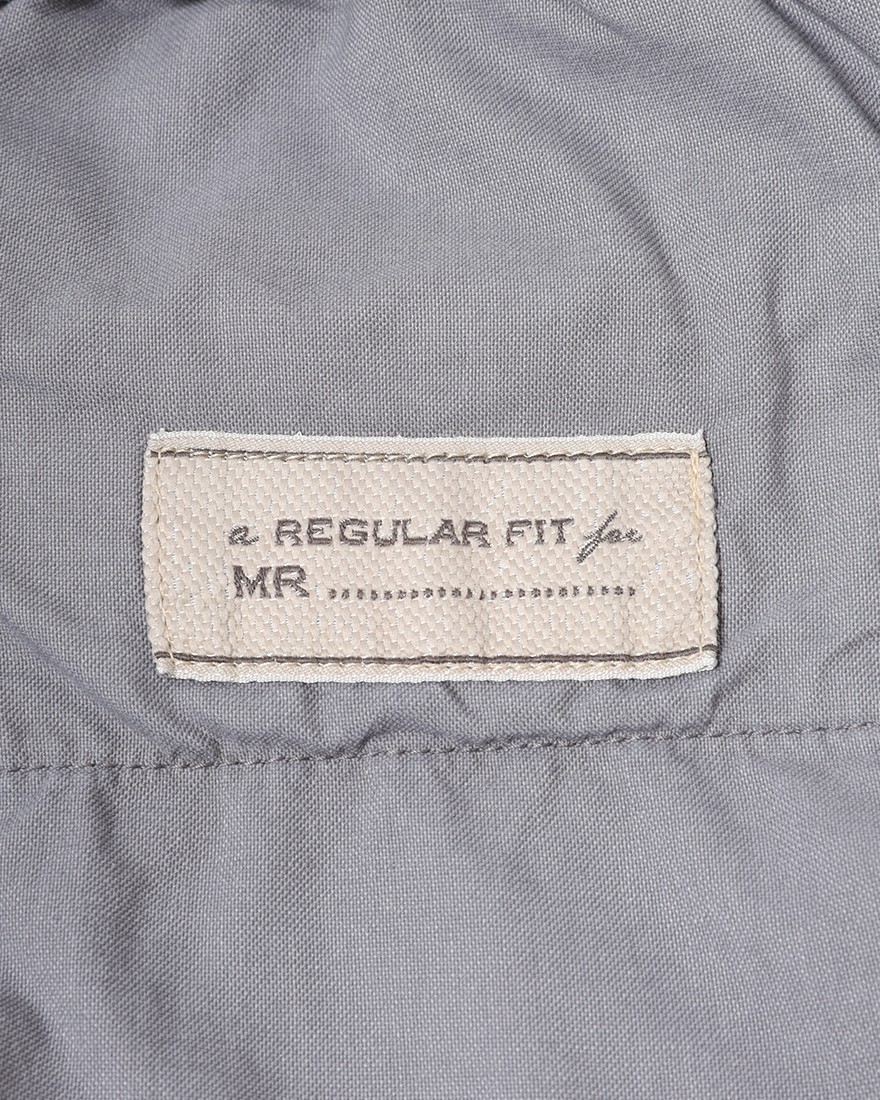 a REGULAR FIT for
MR ........................